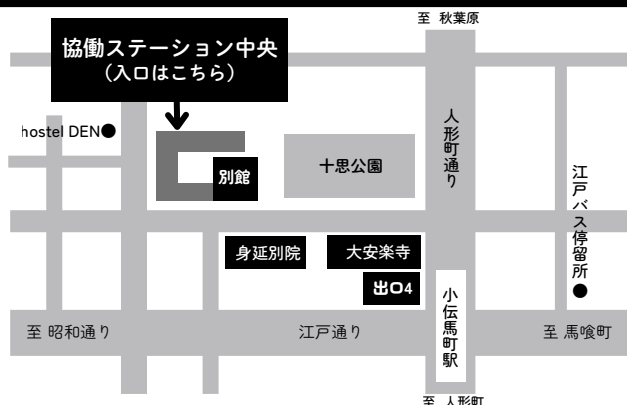 至 秋葉原
協働ステーション中央
（入口はこちら）
人形町通り
hostel DEN●
十思公園
別館
江戸バス停留所●
身延別院
大安楽寺
出口4
小伝馬町駅
至 昭和通り
江戸通り
至 馬喰町
至 人形町